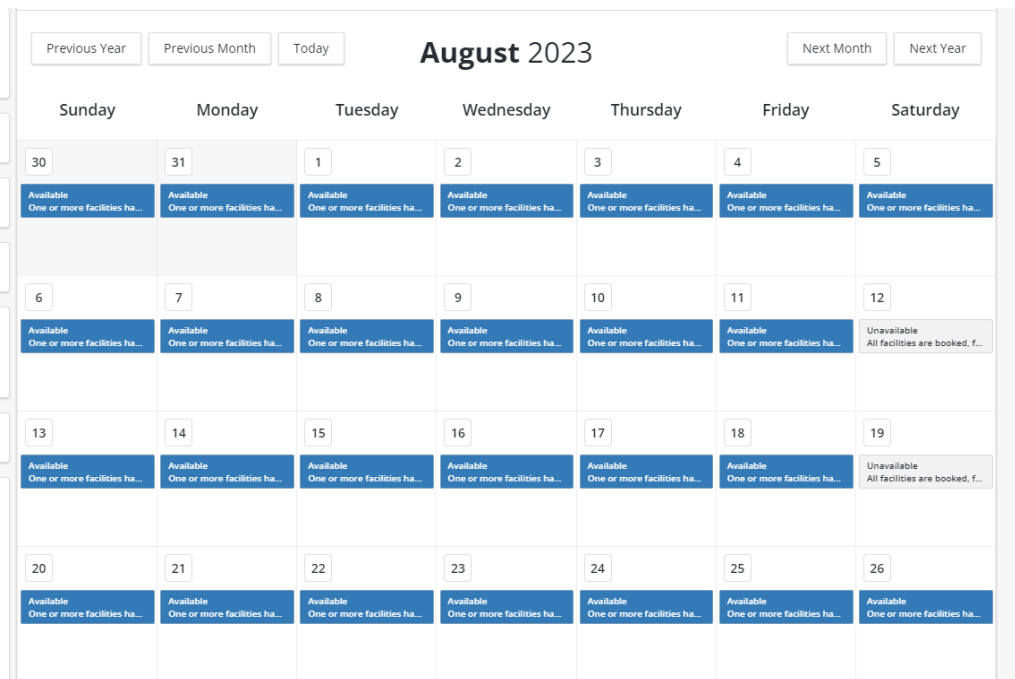 Previous Year Previous Month Today August 2023 Next Month Next Year
Sunday Monday Tuesday Wednesday Thursday Friday Saturday
30 31 1 2 3 4 5
Available Available Available Available Available Available Available
One or more facilities ha... One or more facilities ha... One or more facilities ha... One or more facilities ha... One or more facilities ha... One or more facilities ha... One or more facilities ha...
6 7 8 9 10 11 12
Available Available Available Available Available Available Unavailable
One or more facilities ha... One or more facilities ha... One or more facilities ha... One or more facilities ha... One or more facilities ha... One or more facilities ha... All facilities are booked, f...
13 14 15 16 17 18 19
Available Available Available Available Available Available Unavailable
One or more facilities ha... One or more facilities ha... One or more facilities ha... One or more facilities ha... One or more facilities ha... One or more facilities ha... All facilities are booked, f...
20 21 22 23 24 25 26
Available Available Available Available Available Available Available
One or more facilities ha... One or more facilities ha... One or more facilities ha... One or more facilities ha... One or more facilities ha... One or more facilities ha... One or more facilities ha...